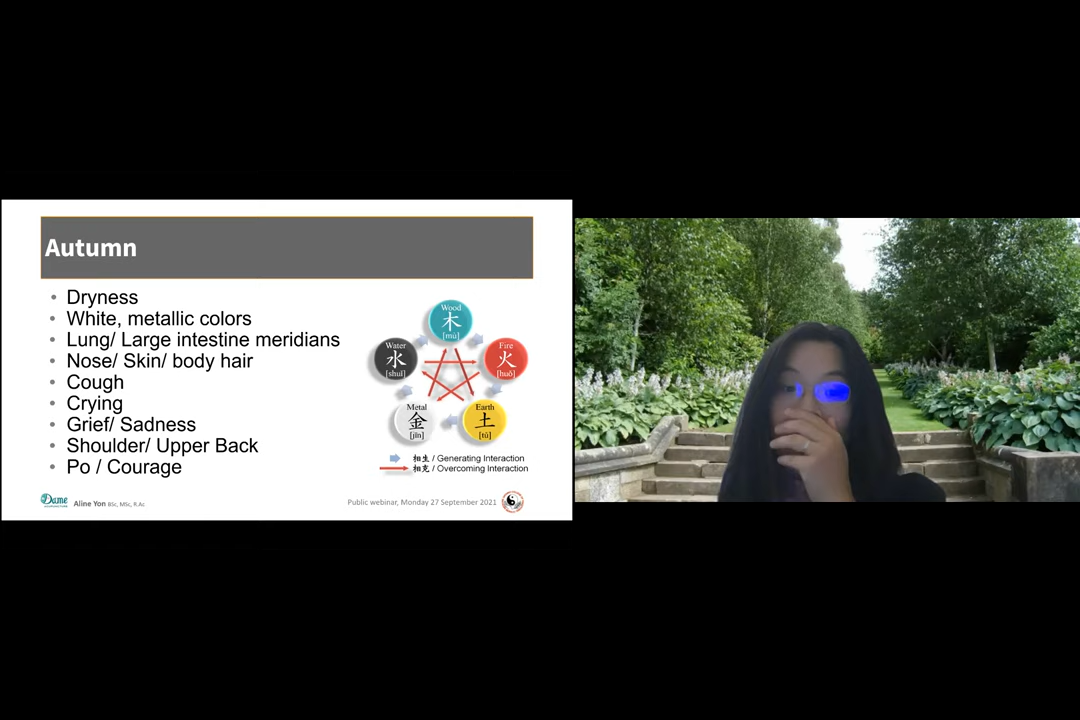 Autumn
• Dryness
• White, metallic colors
• Lung/ Large intestine meridians
• Nose/ Skin/ body hair
• Cough
• Crying
• Grief/ Sadness
• Shoulder/ Upper Back
• Po / Courage
Wood
木
[mù]
Water
水
[shuǐ]
Fire
火
[huǒ]
Metal
金
[jīn]
Earth
土
[tǔ]
相生 / Generating Interaction
相克 / Overcoming Interaction
Dame
Aline Yon BSc, MSc, R.Ac
Public webinar, Monday 27 September 2021